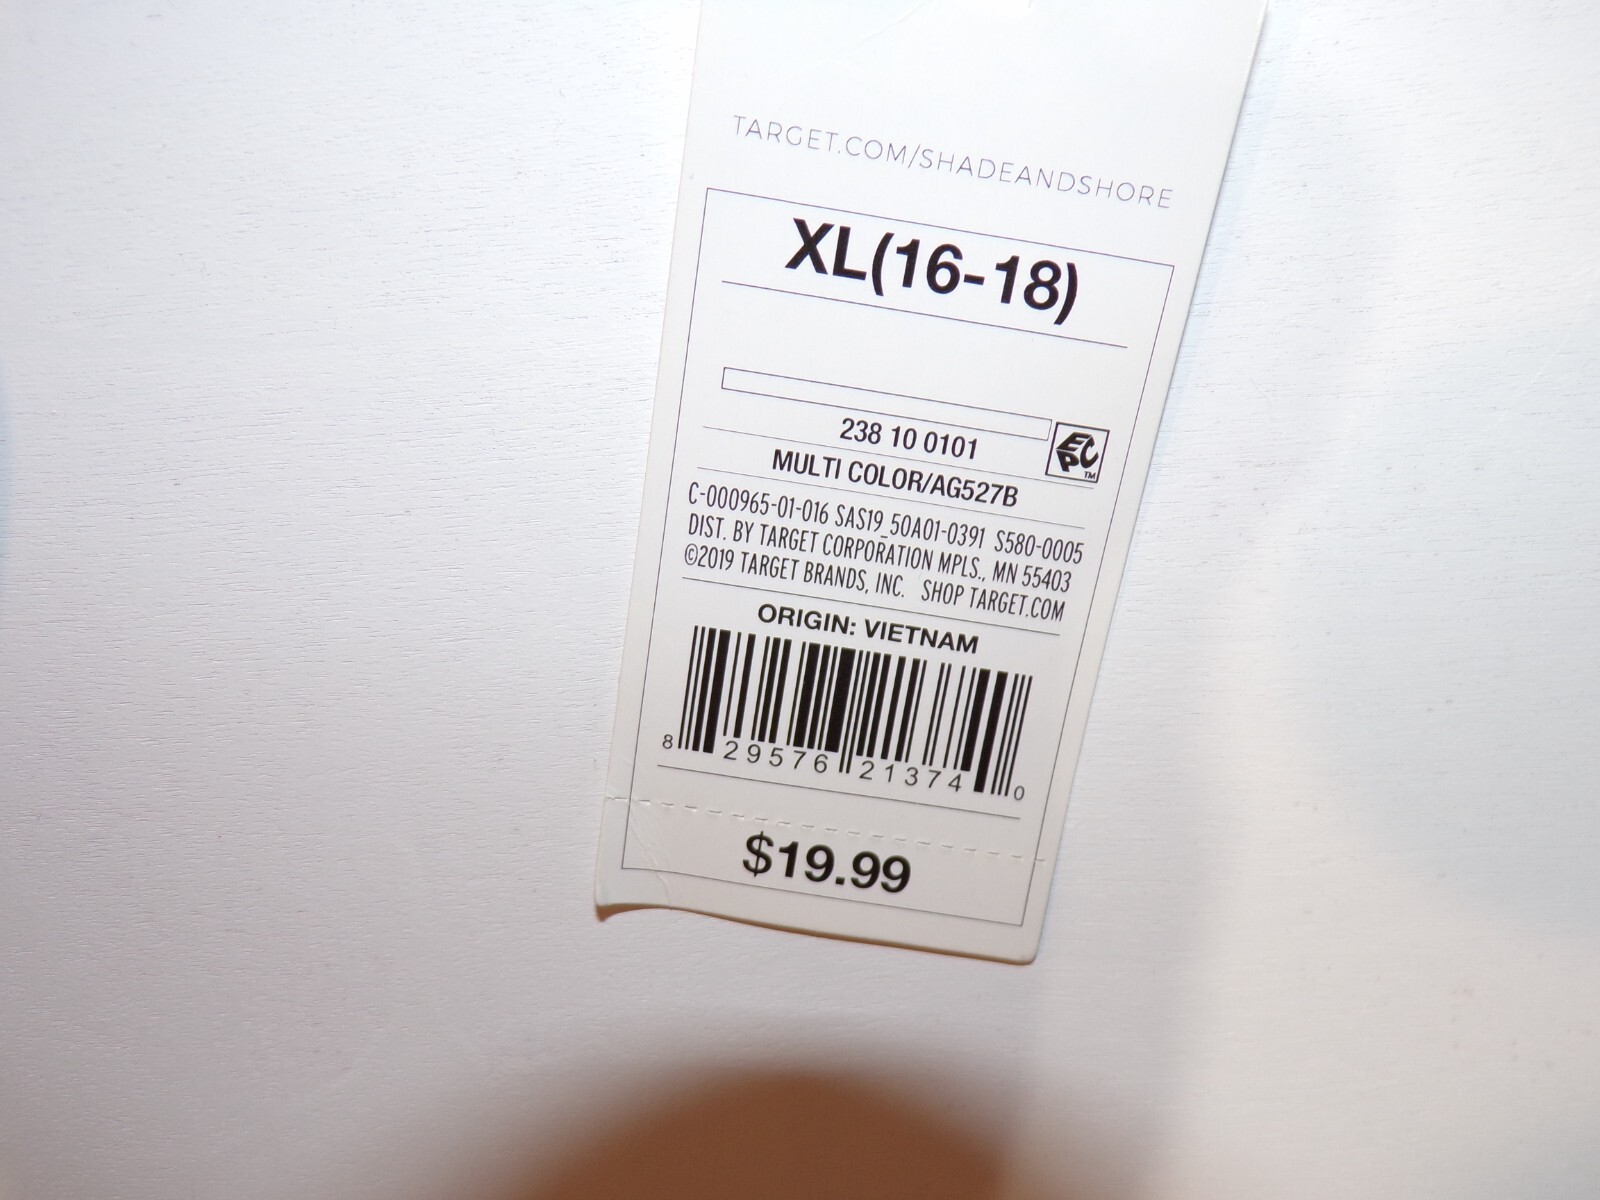 TARGET.COM/SHADEANDSHORE
XL(16-18)
238 10 0101
EPC™
MULTI COLOR/AG527B
C-000965-01-016 SAS19_50A01-0391 S580-0005
DIST. BY TARGET CORPORATION MPLS., MN 55403
©2019 TARGET BRANDS, INC. SHOP TARGET.COM
ORIGIN: VIETNAM
8 29576 21374 0
$19.99